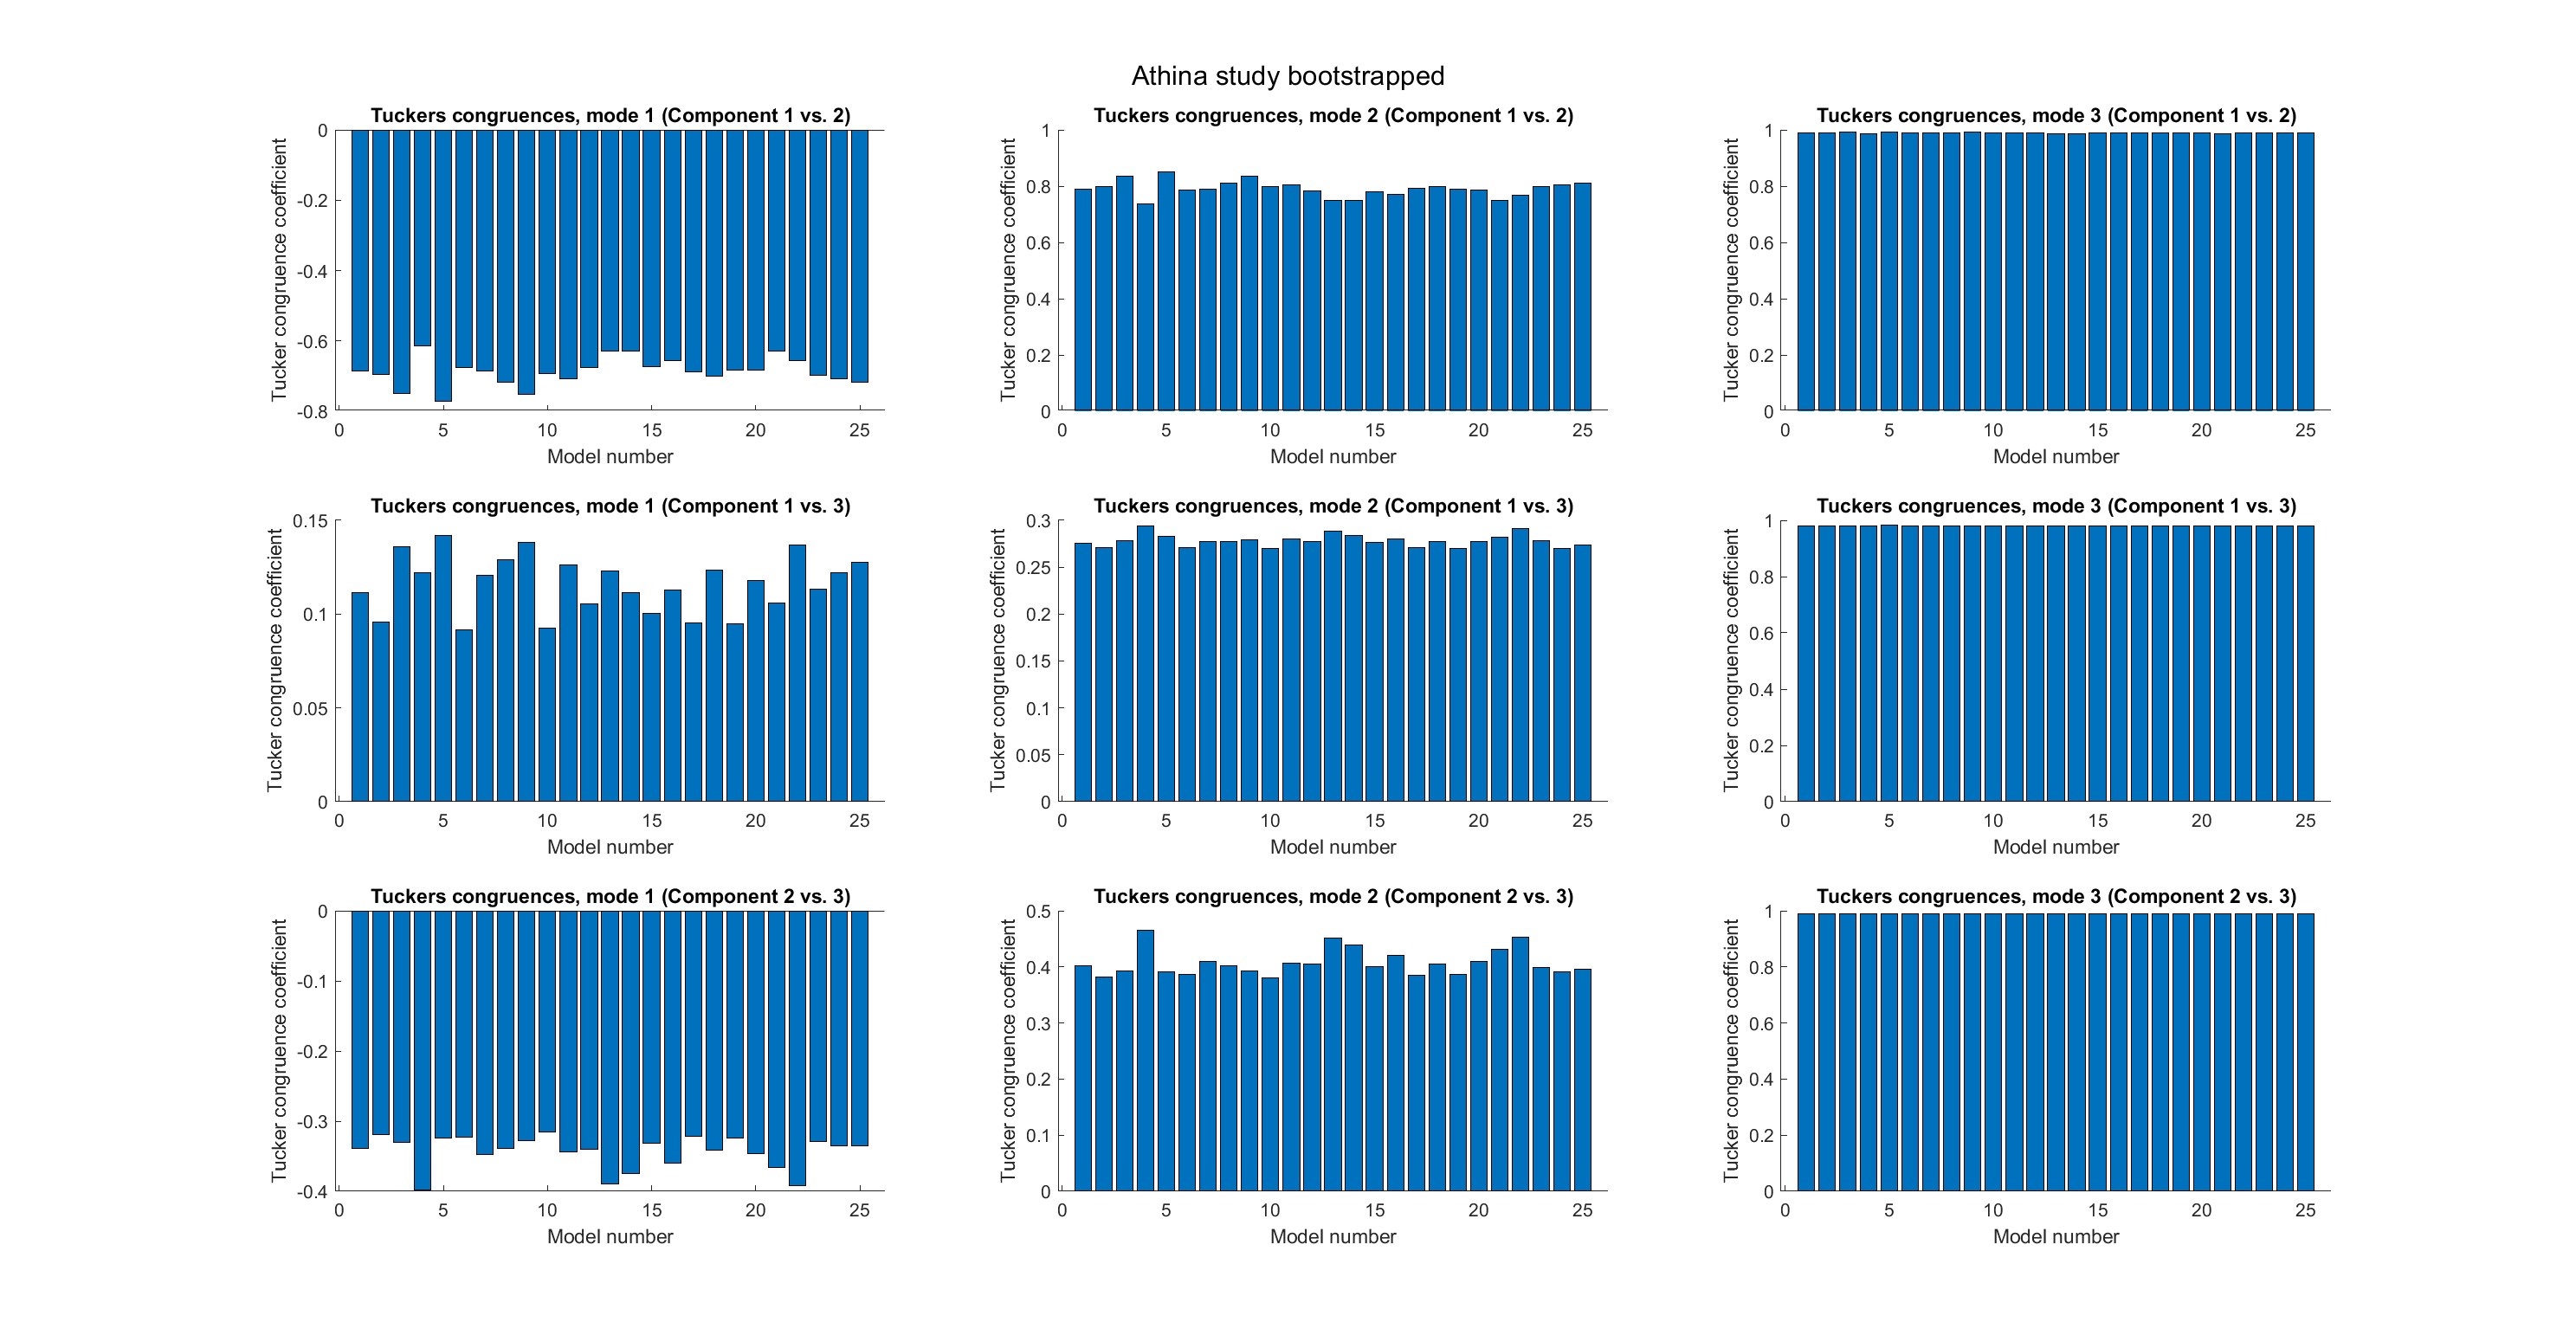 Athina study bootstrapped
Tuckers congruences, mode 1 (Component 1 vs. 2)
Tucker congruence coefficient
0
-0.2
-0.4
-0.6
-0.8
0 5 10 15 20 25
Model number
Tuckers congruences, mode 2 (Component 1 vs. 2)
Tucker congruence coefficient
1
0.8
0.6
0.4
0.2
0
0 5 10 15 20 25
Model number
Tuckers congruences, mode 3 (Component 1 vs. 2)
Tucker congruence coefficient
1
0.8
0.6
0.4
0.2
0
0 5 10 15 20 25
Model number
Tuckers congruences, mode 1 (Component 1 vs. 3)
Tucker congruence coefficient
0.15
0.1
0.05
0
0 5 10 15 20 25
Model number
Tuckers congruences, mode 2 (Component 1 vs. 3)
Tucker congruence coefficient
0.3
0.25
0.2
0.15
0.1
0.05
0
0 5 10 15 20 25
Model number
Tuckers congruences, mode 3 (Component 1 vs. 3)
Tucker congruence coefficient
1
0.8
0.6
0.4
0.2
0
0 5 10 15 20 25
Model number
Tuckers congruences, mode 1 (Component 2 vs. 3)
Tucker congruence coefficient
0
-0.1
-0.2
-0.3
-0.4
0 5 10 15 20 25
Model number
Tuckers congruences, mode 2 (Component 2 vs. 3)
Tucker congruence coefficient
0.5
0.4
0.3
0.2
0.1
0
0 5 10 15 20 25
Model number
Tuckers congruences, mode 3 (Component 2 vs. 3)
Tucker congruence coefficient
1
0.8
0.6
0.4
0.2
0
0 5 10 15 20 25
Model number